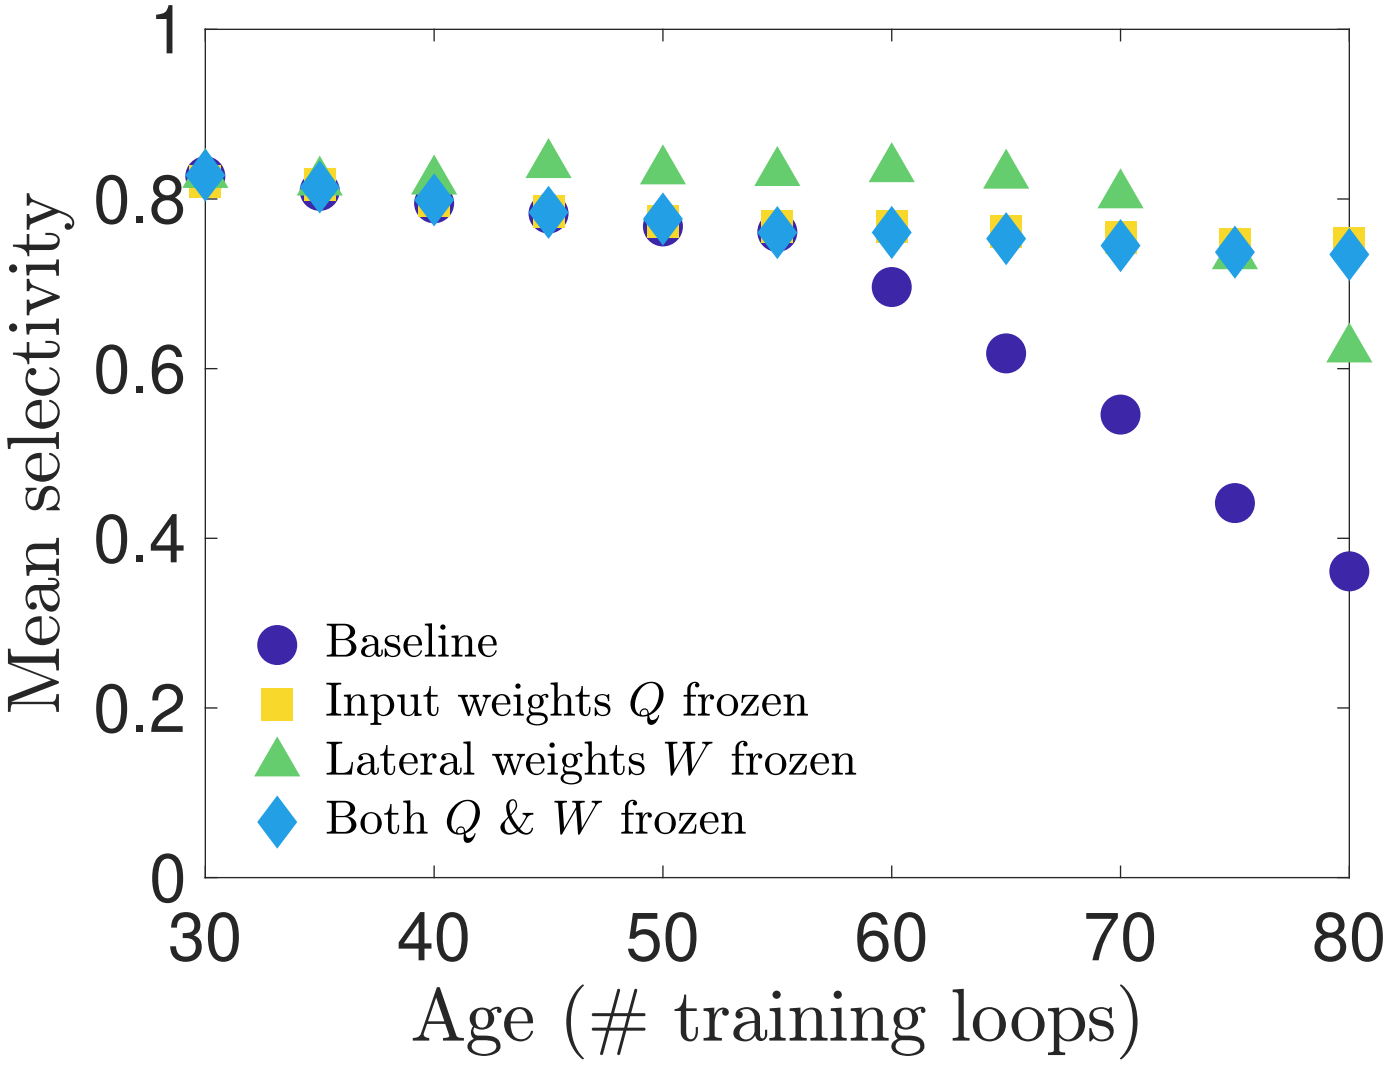 1
0.8
0.6
0.4
0.2
0
Mean selectivity
Baseline
Input weights Q frozen
Lateral weights W frozen
Both Q & W frozen
30 40 50 60 70 80
Age (# training loops)